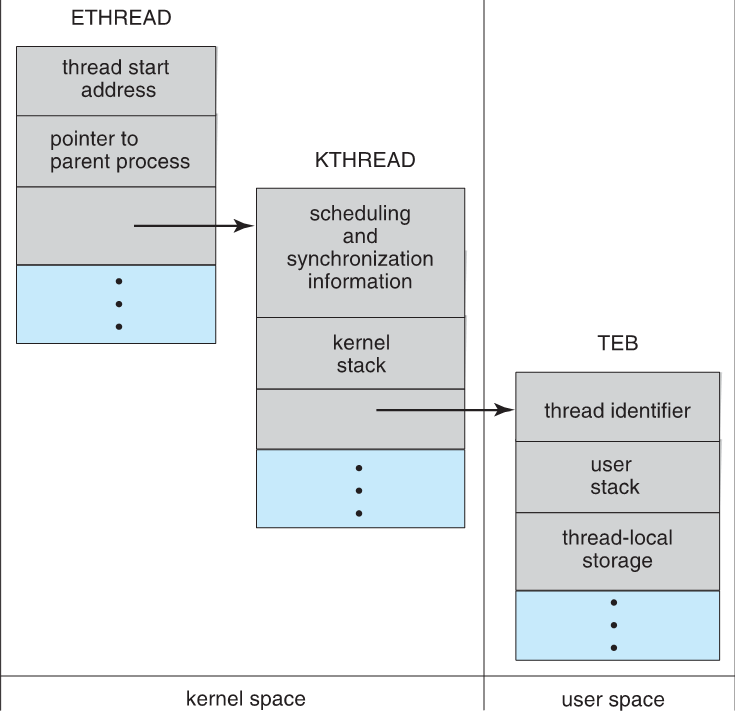 ETHREAD
thread start
address
pointer to
parent process
KTHREAD
scheduling
and
synchronization
information
kernel
stack
TEB
thread identifier
user
stack
thread-local
storage
kernel space
user space